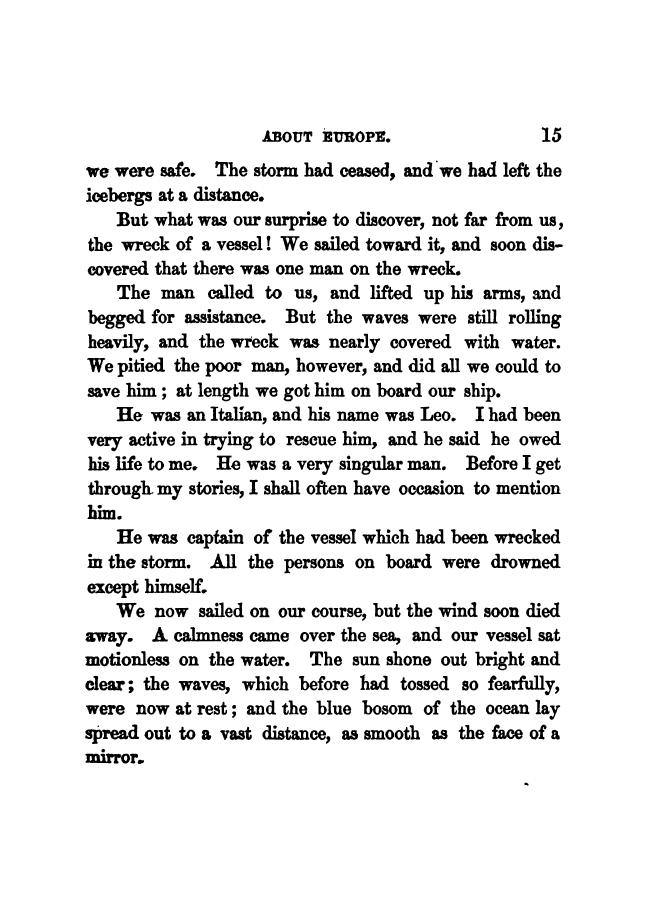 ABOUT EUROPE. 15
we were safe. The storm had ceased, and we had left the
icebergs at a distance.
But what was our surprise to discover, not far from us,
the wreck of a vessel! We sailed toward it, and soon dis-
covered that there was one man on the wreck.
The man called to us, and lifted up his arms, and
begged for assistance. But the waves were still rolling
heavily, and the wreck was nearly covered with water.
We pitied the poor man, however, and did all we could to
save him; at length we got him on board our ship.
He was an Italian, and his name was Leo. I had been
very active in trying to rescue him, and he said he owed
his life to me. He was a very singular man. Before I get
through my stories, I shall often have occasion to mention
him.
He was captain of the vessel which had been wrecked
in the storm. All the persons on board were drowned
except himself.
We now sailed on our course, but the wind soon died
away. A calmness came over the sea, and our vessel sat
motionless on the water. The sun shone out bright and
clear; the waves, which before had tossed so fearfully,
were now at rest; and the blue bosom of the ocean lay
spread out to a vast distance, as smooth as the face of a
mirror.